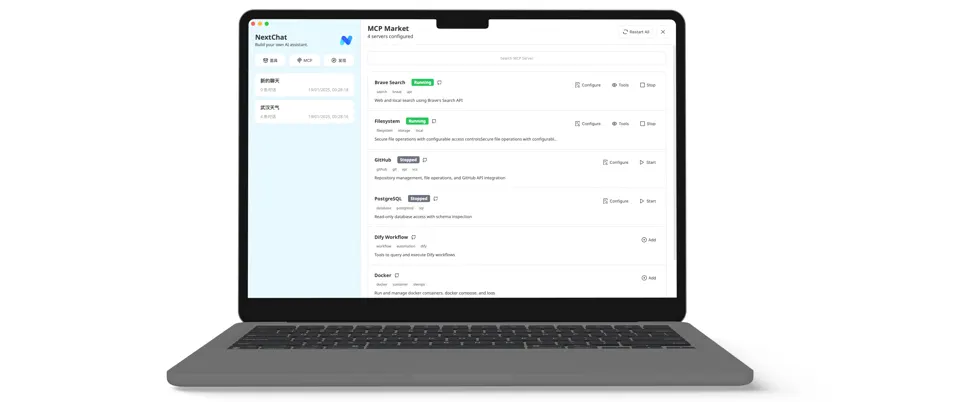 NextChat
Build your own AI assistant.
MCP
新的聊天
武汉天气
MCP Market
4 servers configured
Restart All
Search MCP Server
Brave Search Running
search brave api
Web and local search using Brave's Search API
Configure Tools Stop
Filesystem Running
filesystem storage local
Secure file operations with configurable access controlsSecure file operations with configurable...
Configure Tools Stop
GitHub Stopped
github git api vcs
Repository management, file operations, and GitHub API integration
Configure Start
PostgreSQL Stopped
database postgresql sql
Read-only database access with schema inspection
Configure Start
Dify Workflow
workflow automation dify
Tools to query and execute Dify workflows
Add
Docker
docker container devops
Run and manage docker containers, docker compose, and logs
Add